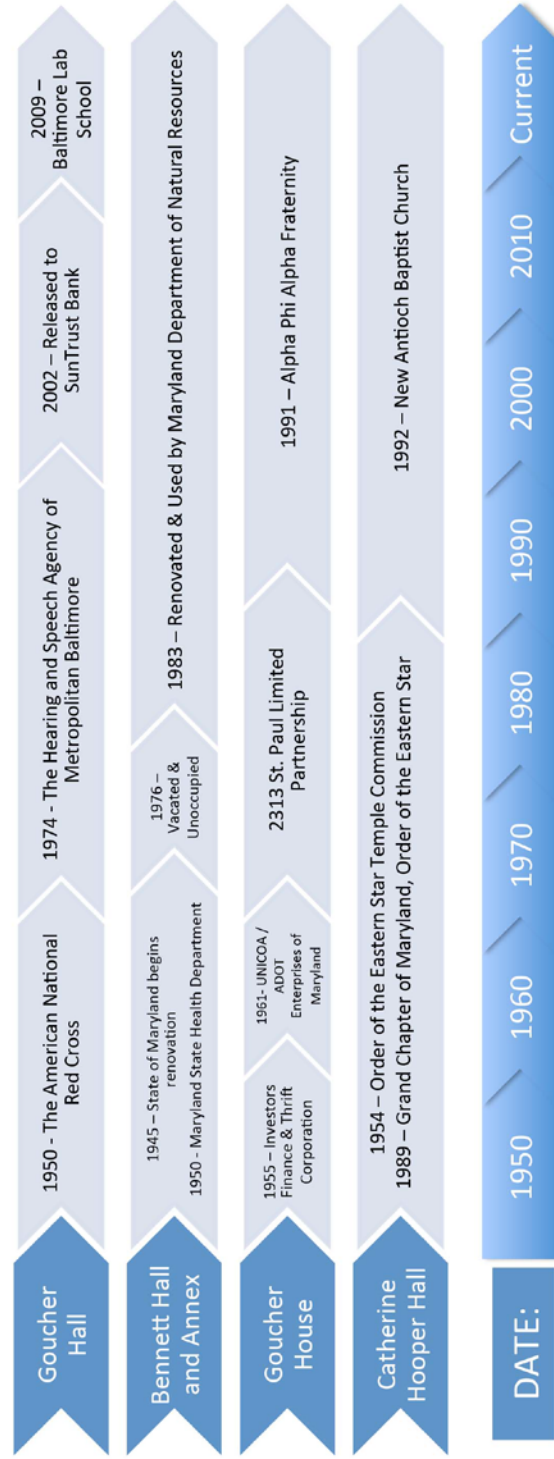 Goucher
Hall
1950 - The American National
Red Cross
1974 - The Hearing and Speech Agency of
Metropolitan Baltimore
2002 – Released to
SunTrust Bank
2009 –
Baltimore Lab
School
Bennett Hall
and Annex
1945 – State of Maryland begins
renovation
1950 - Maryland State Health Department
1976 –
Vacated &
Unoccupied
1983 – Renovated & Used by Maryland Department of Natural Resources
Goucher
House
1955 – Investors
Finance & Thrift
Corporation
1961- UNICOA /
ADOT
Enterprises of
Maryland
2313 St. Paul Limited
Partnership
1991 – Alpha Phi Alpha Fraternity
Catherine
Hooper Hall
1954 – Order of the Eastern Star Temple Commission
1989 – Grand Chapter of Maryland, Order of the Eastern Star
1992 – New Antioch Baptist Church
DATE:
1950
1960
1970
1980
1990
2000
2010
Current